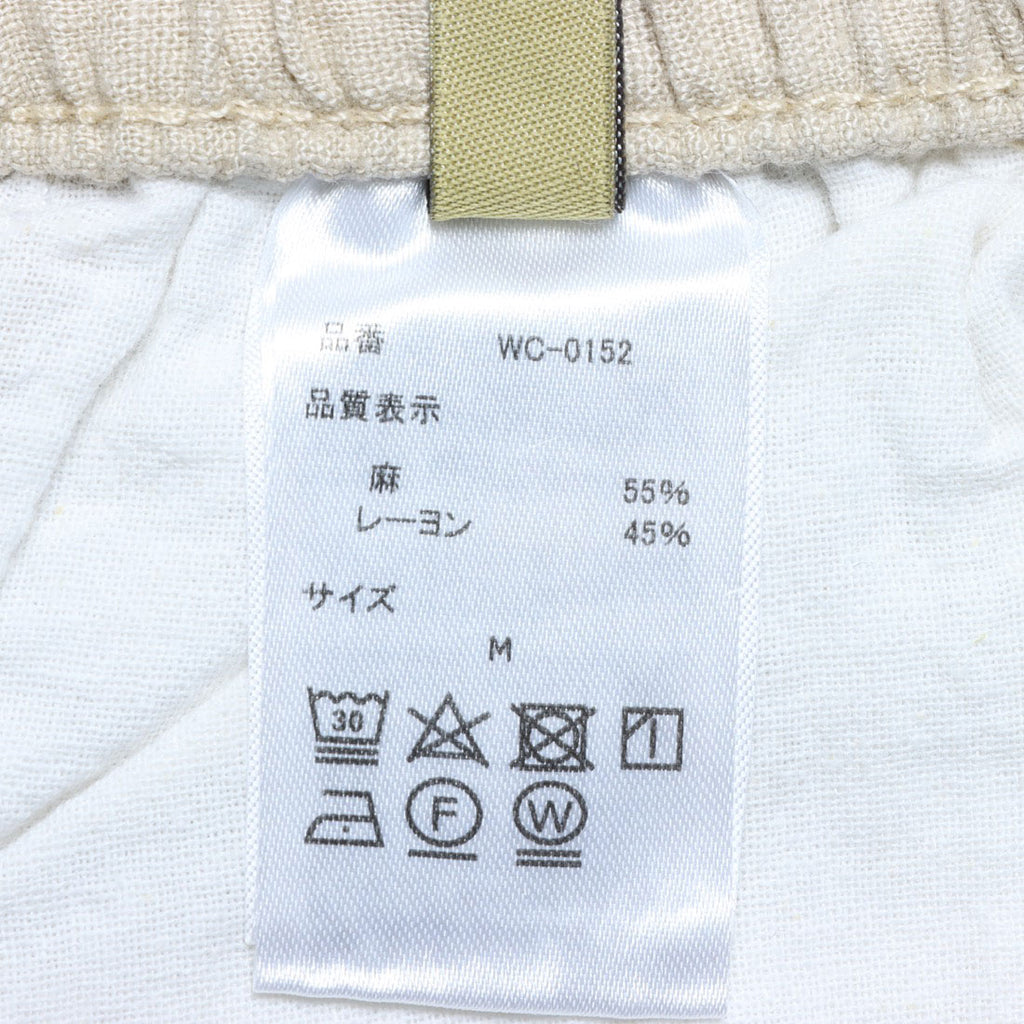 品番 WC-0152
品質表示
麻 55%
レーヨン 45%
サイズ
M
30
F W